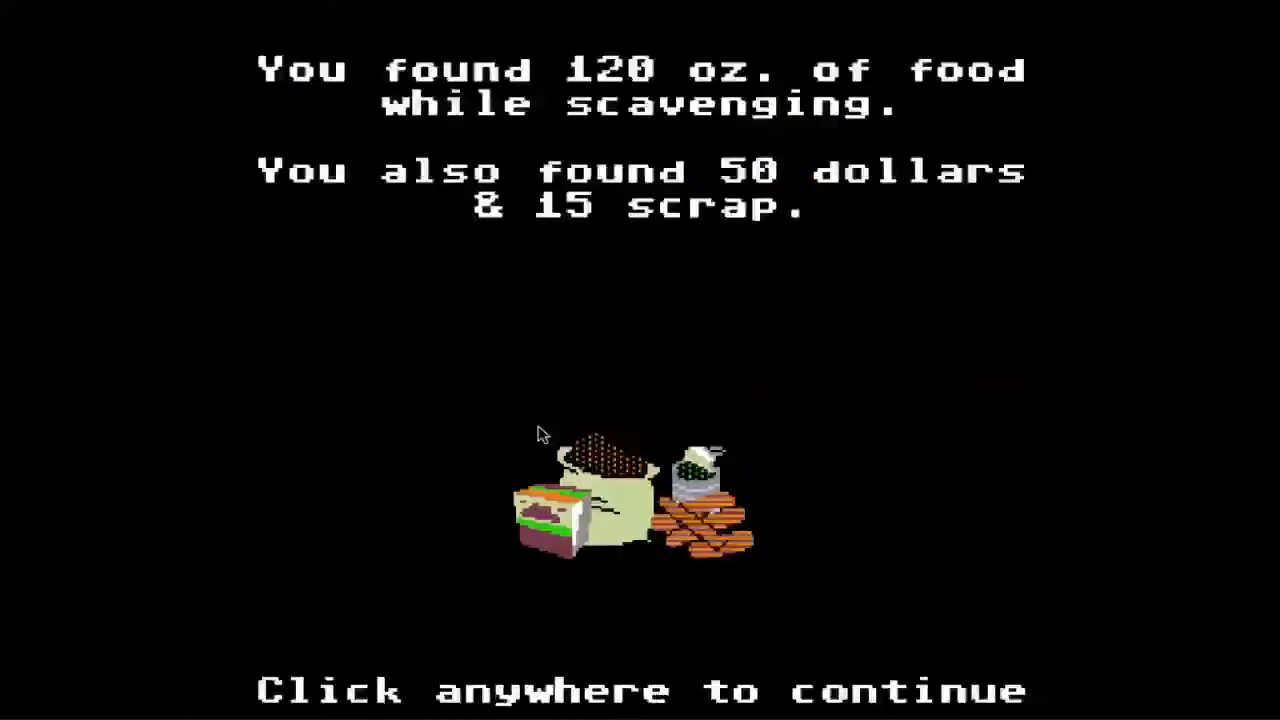 You found 120 oz. of food
while scavenging.
You also found 50 dollars
& 15 scrap.
Click anywhere to continue